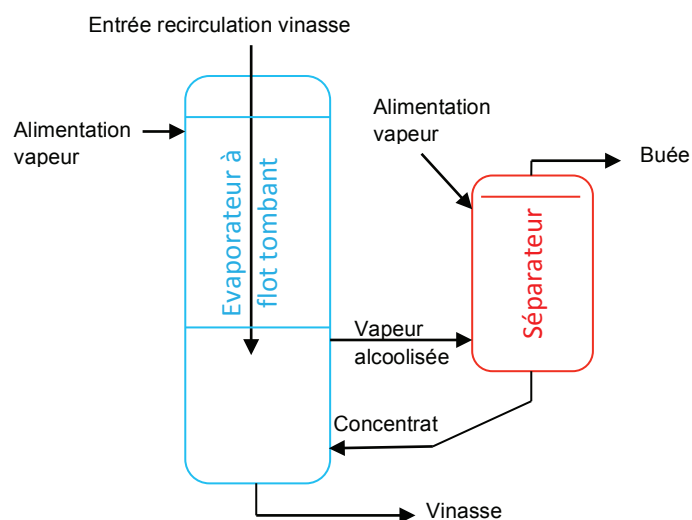 Entrée recirculation vinasse
Alimentation
vapeur
Evaporateur à
flot tombant
Alimentation
vapeur
Buée
Séparateur
Vapeur
alcoolisée
Concentrat
Vinasse